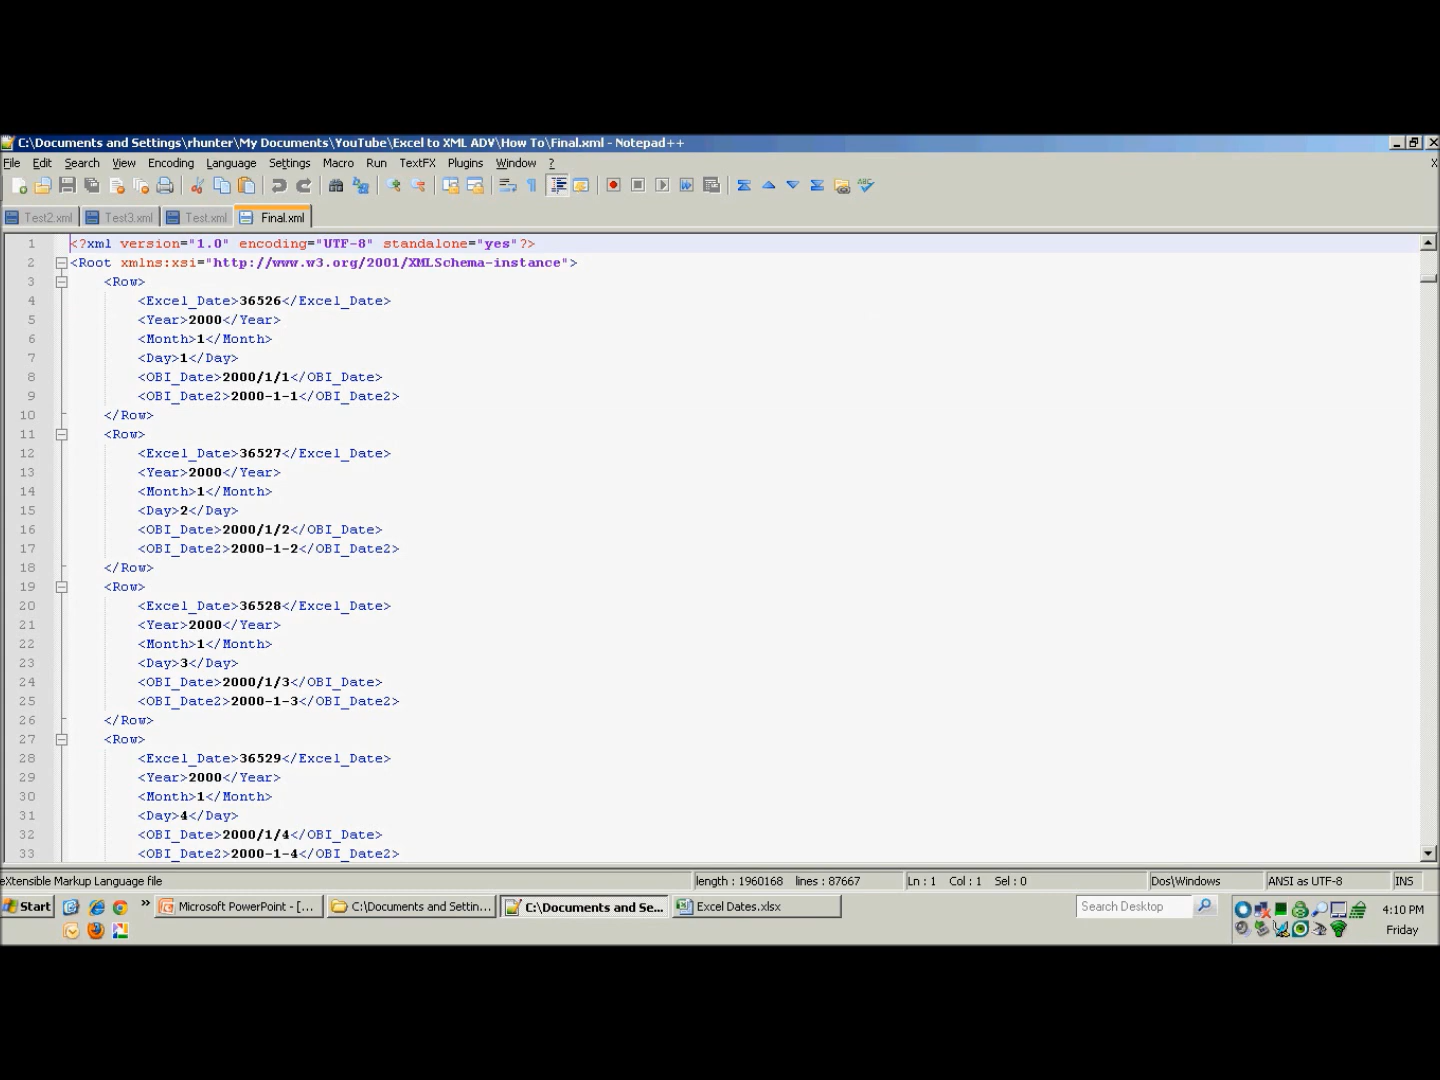 C:\Documents and Settings\rhunter\My Documents\YouTube\Excel to XML ADV\How To\Final.xml - Notepad++
File Edit Search View Encoding Language Settings Macro Run TextFX Plugins Window ? X
Test2.xml Test3.xml Test.xml Final.xml
1 <?xml version="1.0" encoding="UTF-8" standalone="yes"?>
2 <Root xmlns:xsi="http://www.w3.org/2001/XMLSchema-instance">
3 <Row>
4 <Excel_Date>36526</Excel_Date>
5 <Year>2000</Year>
6 <Month>1</Month>
7 <Day>1</Day>
8 <OBI_Date>2000/1/1</OBI_Date>
9 <OBI_Date2>2000-1-1</OBI_Date2>
10 </Row>
11 <Row>
12 <Excel_Date>36527</Excel_Date>
13 <Year>2000</Year>
14 <Month>1</Month>
15 <Day>2</Day>
16 <OBI_Date>2000/1/2</OBI_Date>
17 <OBI_Date2>2000-1-2</OBI_Date2>
18 </Row>
19 <Row>
20 <Excel_Date>36528</Excel_Date>
21 <Year>2000</Year>
22 <Month>1</Month>
23 <Day>3</Day>
24 <OBI_Date>2000/1/3</OBI_Date>
25 <OBI_Date2>2000-1-3</OBI_Date2>
26 </Row>
27 <Row>
28 <Excel_Date>36529</Excel_Date>
29 <Year>2000</Year>
30 <Month>1</Month>
31 <Day>4</Day>
32 <OBI_Date>2000/1/4</OBI_Date>
33 <OBI_Date2>2000-1-4</OBI_Date2>
eXtensible Markup Language file length : 1960168 lines : 87667 Ln : 1 Col : 1 Sel : 0 Dos\Windows ANSI as UTF-8 INS
Start » Microsoft PowerPoint - [... C:\Documents and Settin... C:\Documents and Se... Excel Dates.xlsx Search Desktop 4:10 PM
Friday